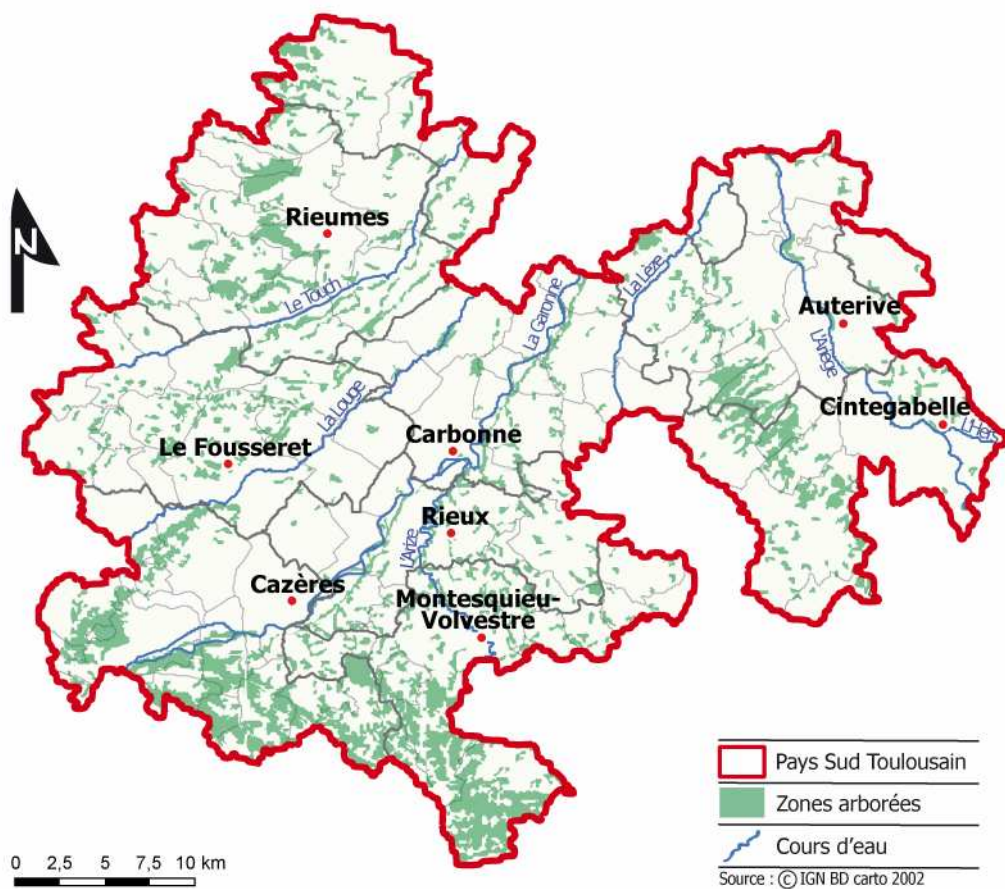 Rieumes
Le Touch
La Garonne
La Lèze
Auterive
L'Ariège
La Louge
Carbonne
Cintegabelle
L'Hers
Le Fousseret
Rieux
L'Arize
Cazères
Montesquieu-
Volvestre
N
Pays Sud Toulousain
Zones arborées
Cours d'eau
0 2,5 5 7,5 10 km
Source : © IGN BD carto 2002